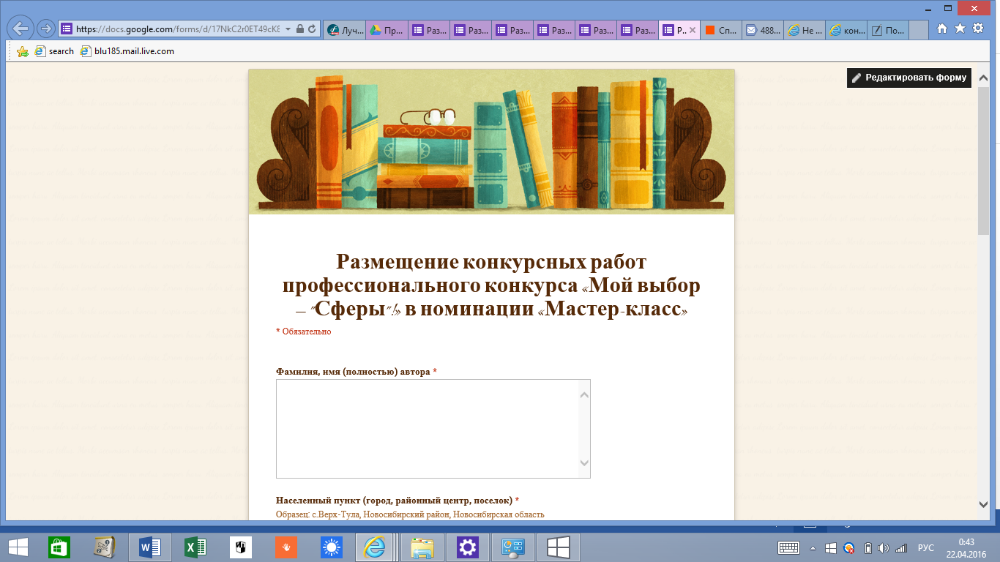 https://docs.google.com/forms/d/17NkC2r0ET49cK8
Луч...
Пр...
Раз...
Раз...
Раз...
Раз...
Раз...
Раз...
Р...
Сп...
488...
Не ...
кон...
По...
search
blu185.mail.live.com
Редактировать форму
Размещение конкурсных работ
профессионального конкурса «Мой выбор
– "Сферы"!» в номинации «Мастер-класс»
* Обязательно
Фамилия, имя (полностью) автора *
Населенный пункт (город, районный центр, поселок) *
Образец: с.Верх-Тула, Новосибирский район, Новосибирская область
РУС
0:43
22.04.2016